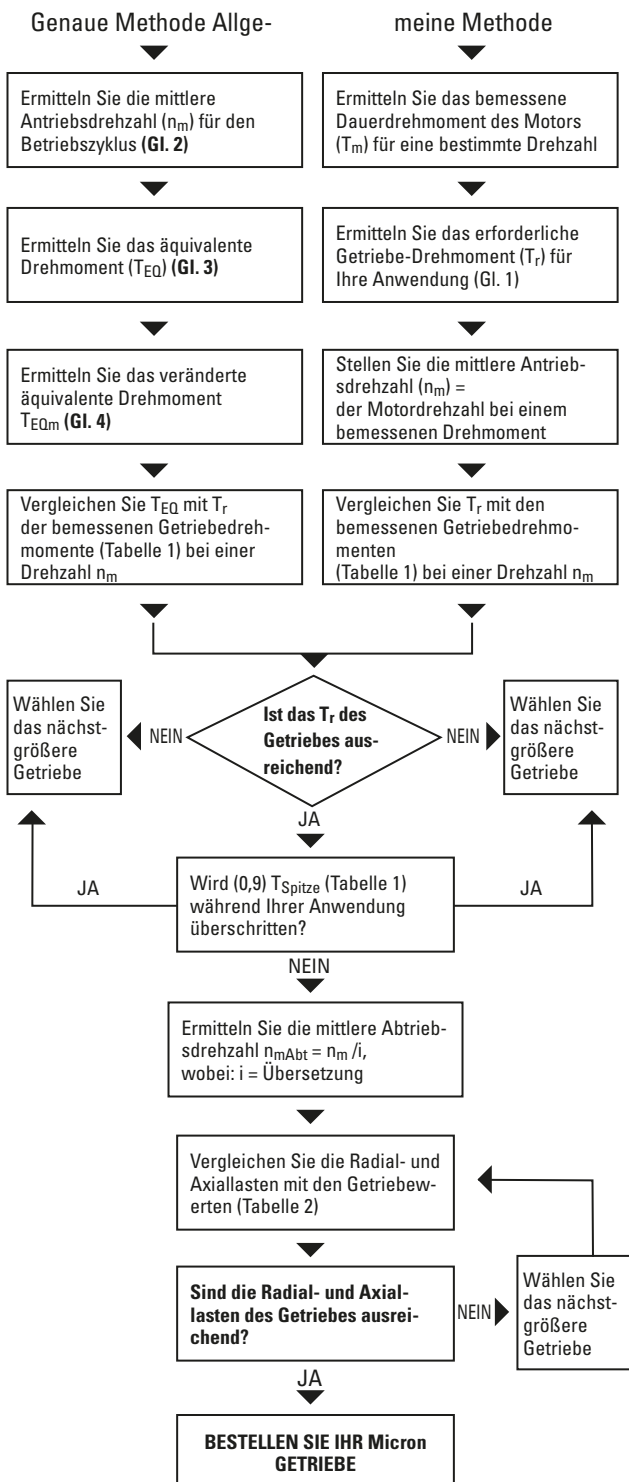 Genaue Methode Allge-
meine Methode
Ermitteln Sie die mittlere
Antriebsdrehzahl (nm) für den
Betriebszyklus (Gl. 2)
Ermitteln Sie das bemessene
Dauerdrehmoment des Motors
(Tm) für eine bestimmte Drehzahl
Ermitteln Sie das äquivalente
Drehmoment (TEQ) (Gl. 3)
Ermitteln Sie das erforderliche
Getriebe-Drehmoment (Tr) für
Ihre Anwendung (Gl. 1)
Ermitteln Sie das veränderte
äquivalente Drehmoment
TEQm (Gl. 4)
Stellen Sie die mittlere Antrieb-
sdrehzahl (nm) =
der Motordrehzahl bei einem
bemessenen Drehmoment
Vergleichen Sie TEQ mit Tr
der bemessenen Getriebedreh-
momente (Tabelle 1) bei einer
Drehzahl nm
Vergleichen Sie Tr mit den
bemessenen Getriebedrehmo-
menten
(Tabelle 1) bei einer Drehzahl nm
Wählen Sie
das nächst-
größere
Getriebe
NEIN
Ist das Tr des
Getriebes aus-
reichend?
NEIN
Wählen Sie
das nächst-
größere
Getriebe
JA
JA
Wird (0,9) TSpitze (Tabelle 1)
während Ihrer Anwendung
überschritten?
JA
NEIN
Ermitteln Sie die mittlere Abtrieb-
sdrehzahl nmAbt = nm /i,
wobei: i = Übersetzung
Vergleichen Sie die Radial- und
Axiallasten mit den Getriebew-
erten (Tabelle 2)
Sind die Radial- und Axial-
lasten des Getriebes ausrei-
chend?
NEIN
Wählen Sie
das nächst-
größere
Getriebe
JA
BESTELLEN SIE IHR Micron
GETRIEBE